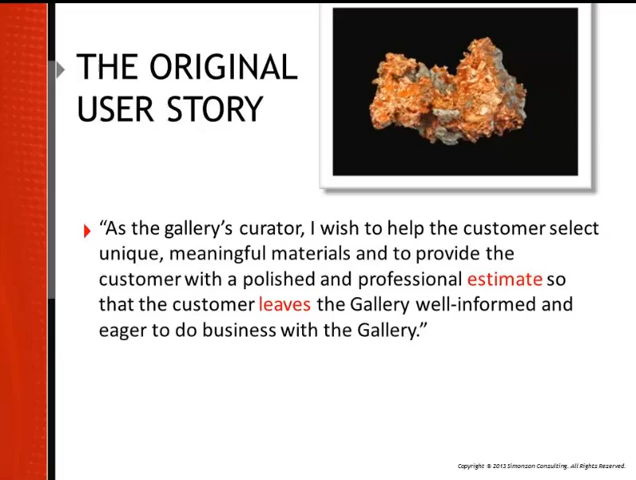 THE ORIGINAL
USER STORY
“As the gallery’s curator, I wish to help the customer select
unique, meaningful materials and to provide the
customer with a polished and professional estimate so
that the customer leaves the Gallery well-informed and
eager to do business with the Gallery.”
Copyright © 2013 Simonson Consulting. All Rights Reserved.